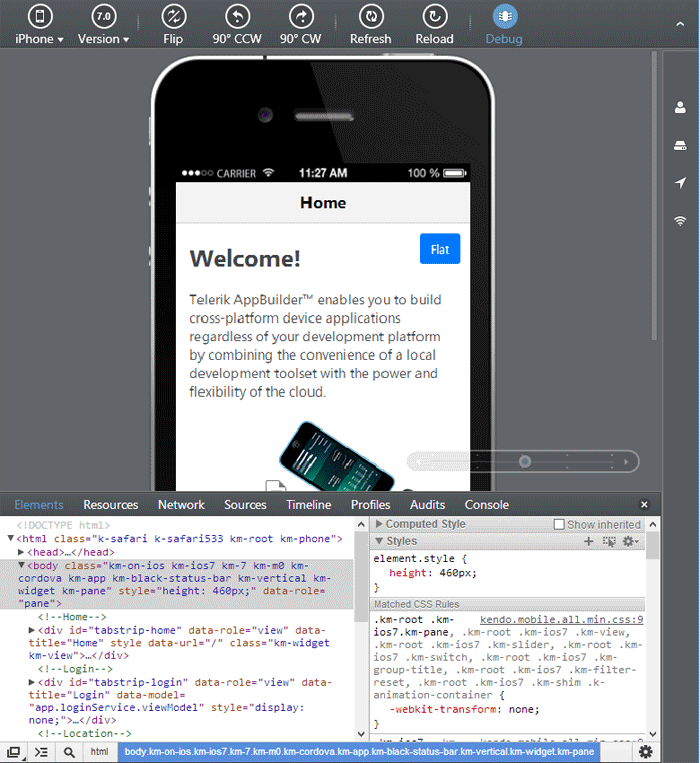 iPhone Version Flip 90° CCW 90° CW Refresh Reload Debug
7.0
CARRIER 11:27 AM 100 %
Home
Welcome!
Flat
Telerik AppBuilder™ enables you to build
cross-platform device applications
regardless of your development platform
by combining the convenience of a local
development toolset with the power and
flexibility of the cloud.
Elements Resources Network Sources Timeline Profiles Audits Console
<!DOCTYPE html>
<html class="k-safari k-safari533 km-root km-phone">
<head>…</head>
<body class="km-on-ios km-ios7 km-7 km-m0 km-
cordova km-app km-black-status-bar km-vertical km-
widget km-pane" style="height: 460px;" data-role=
"pane">
<!--Home-->
<div id="tabstrip-home" data-role="view" data-
title="Home" style data-url="/" class="km-widget
km-view">…</div>
<!--Login-->
<div id="tabstrip-login" data-role="view" data-
title="Login" data-model=
"app.loginService.viewModel" style="display:
none;">…</div>
<!--Location-->
Computed Style Show inherited
Styles
element.style {
height: 460px;
}
Matched CSS Rules
.km-root .km- kendo.mobile.all.min.css:9
ios7.km-pane, .km-root .km-ios7 .km-view,
.km-root .km-ios7 .km-slider, .km-root .km-
ios7 .km-switch, .km-root .km-ios7 .km-
group-title, .km-root .km-ios7 .km-filter-
reset, .km-root .km-ios7 .km-shim .k-
animation-container {
-webkit-transform: none;
}
html body.km-on-ios.km-ios7.km-7.km-m0.km-cordova.km-app.km-black-status-bar.km-vertical.km-widget.km-pane